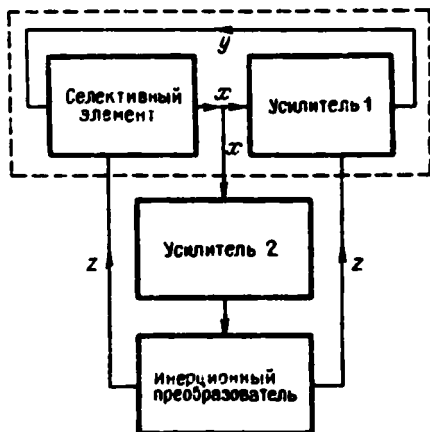 y
Селективный
элемент
x
Усилитель 1
x
Усилитель 2
z
z
Инерционный
преобразователь